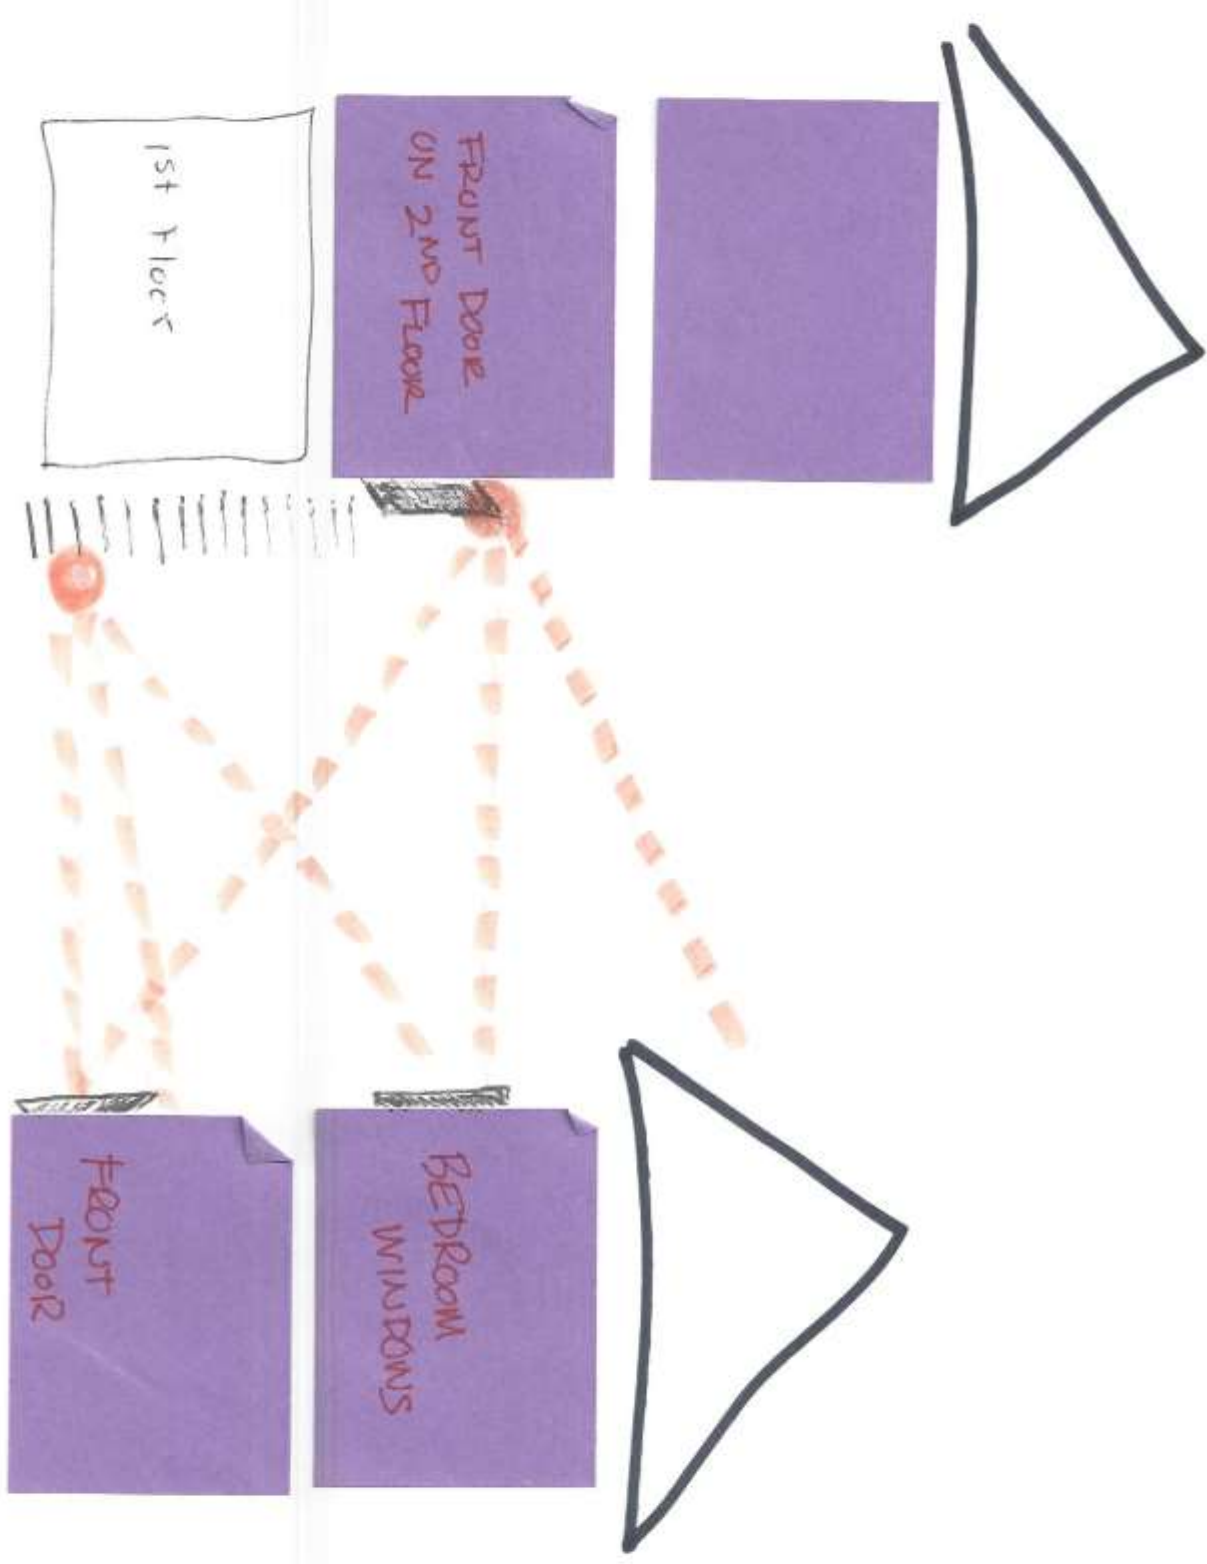 FRONT DOOR
ON 2ND FLOOR
1st Floor
BEDROOM
WINDOWS
FRONT
DOOR